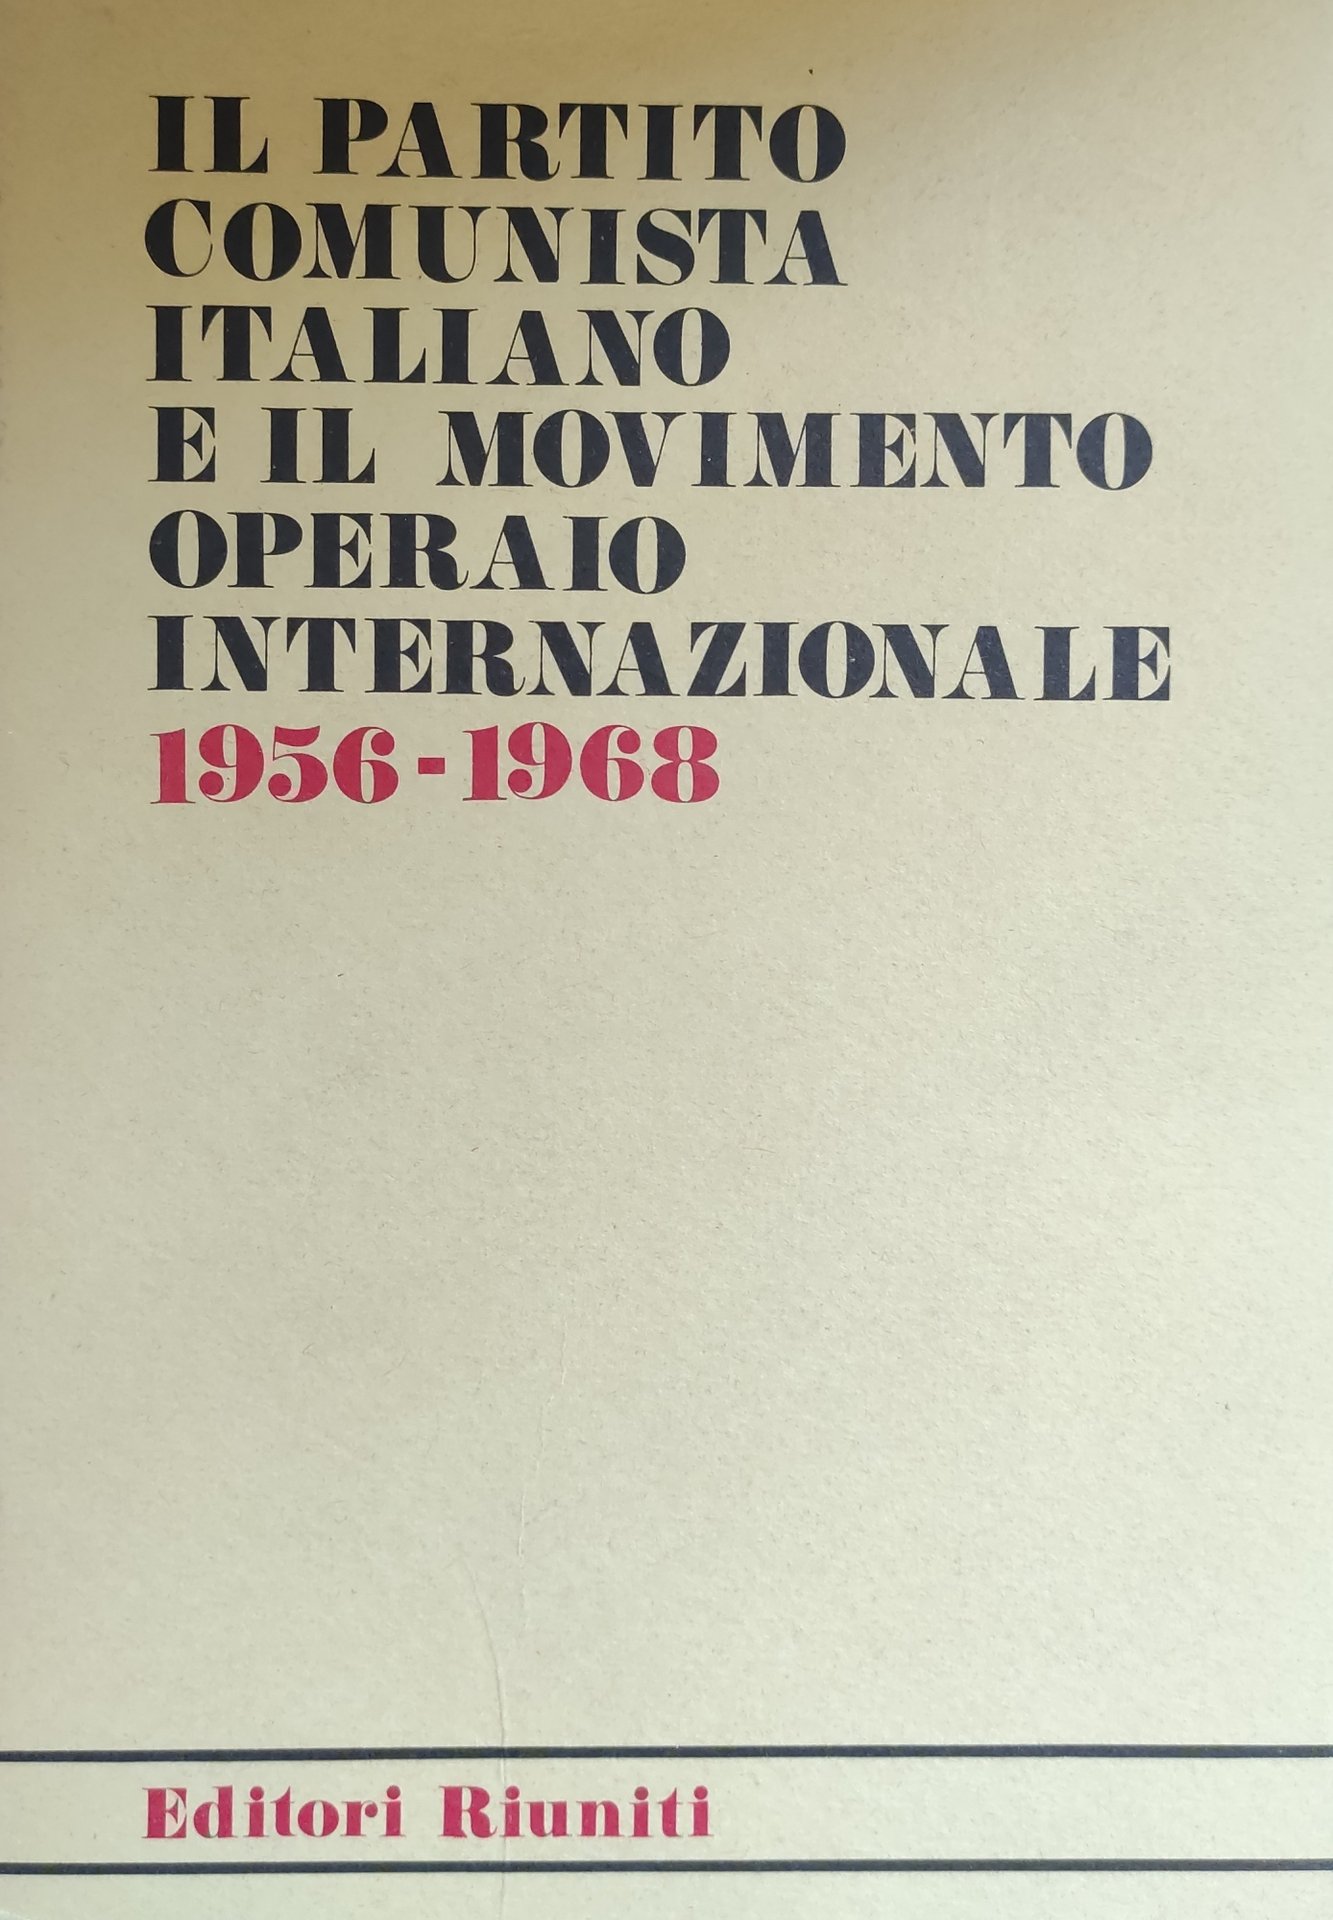 IL PARTITO
COMUNISTA
ITALIANO
E IL MOVIMENTO
OPERAIO
INTERNAZIONALE
1956-1968
Editori Riuniti